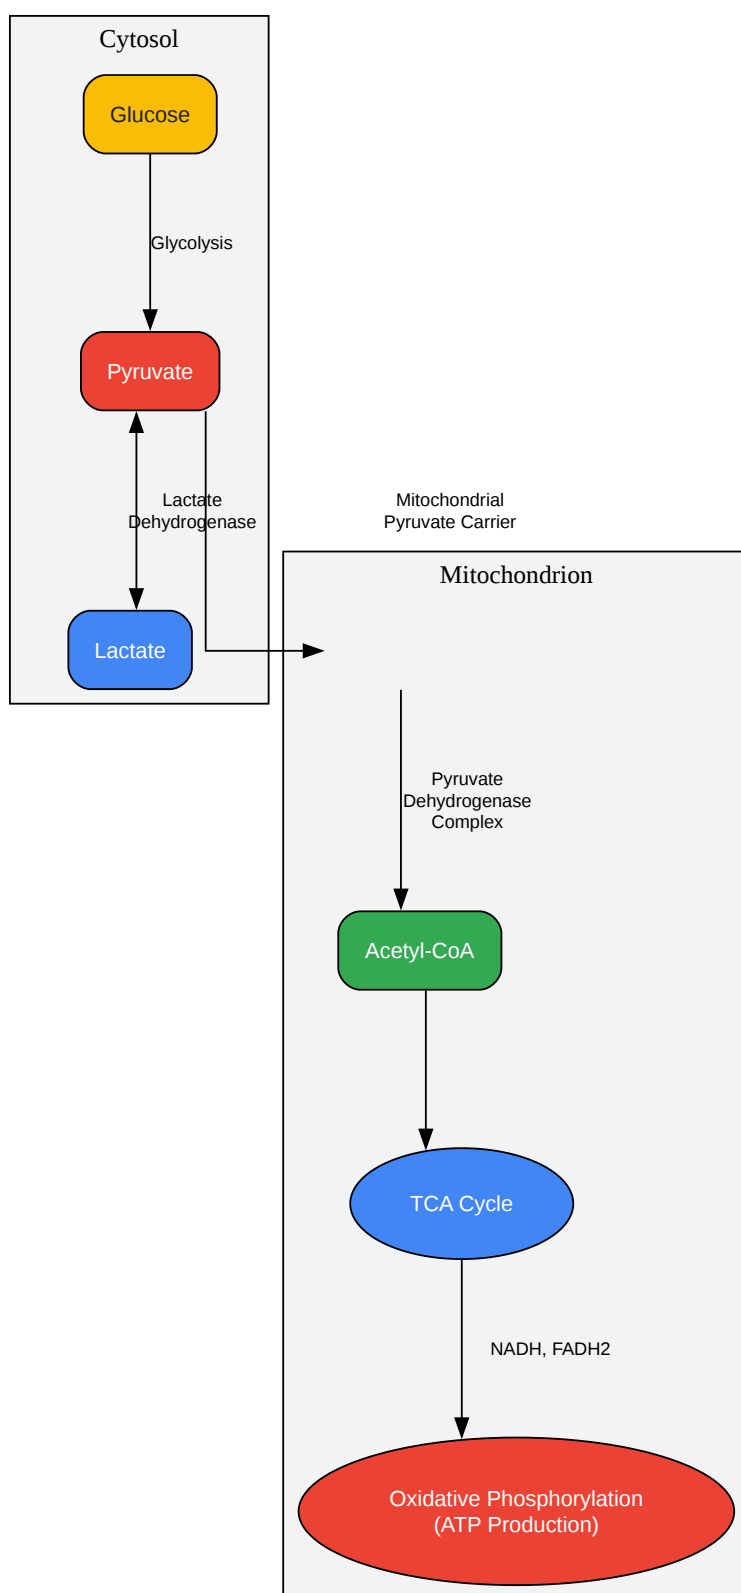 Cytosol
Glucose
Glycolysis
Pyruvate
Lactate
Dehydrogenase
Mitochondrial
Pyruvate Carrier
Mitochondrion
Lactate
Pyruvate
Dehydrogenase
Complex
Acetyl-CoA
TCA Cycle
NADH, FADH2
Oxidative Phosphorylation
(ATP Production)